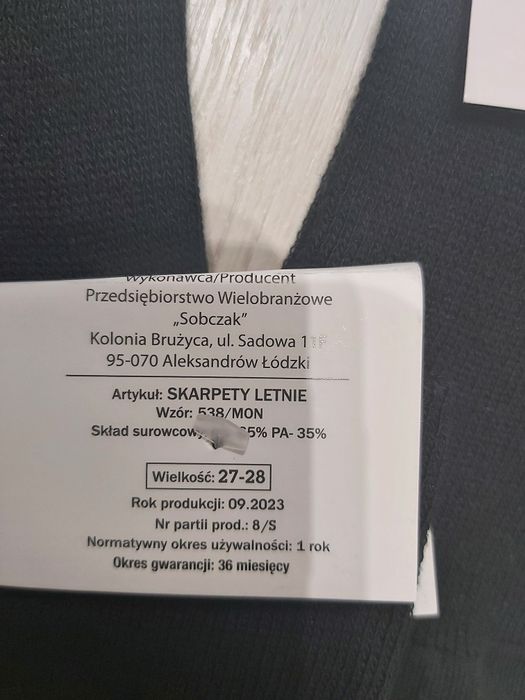 Wykonawca/Producent
Przedsiębiorstwo Wielobranżowe
„Sobczak”
Kolonia Brużyca, ul. Sadowa
95-070 Aleksandrów Łódzki
Artykuł: SKARPETY LETNIE
Wzór: 538/MON
Skład surowcowy 65% PA- 35%
Wielkość: 27-28
Rok produkcji: 09.2023
Nr partii prod.: 8/S
Normatywny okres używalności: 1 rok
Okres gwarancji: 36 miesięcy